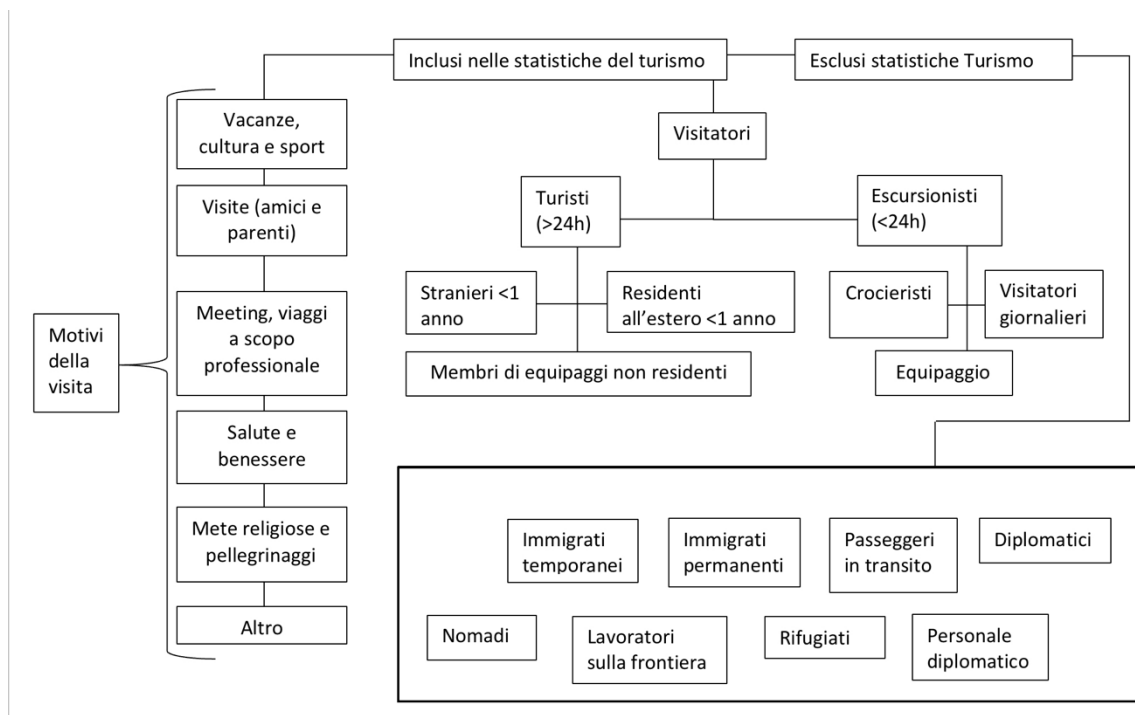 Inclusi nelle statistiche del turismo
Esclusi statistiche Turismo
Motivi
della
visita
Vacanze,
cultura e sport
Visite (amici e
parenti)
Meeting, viaggi
a scopo
professionale
Salute e
benessere
Mete religiose e
pellegrinaggi
Altro
Visitatori
Turisti
(>24h)
Escursionisti
(<24h)
Stranieri <1
anno
Residenti
all’estero <1 anno
Membri di equipaggi non residenti
Crocieristi
Visitatori
giornalieri
Equipaggio
Immigrati
temporanei
Immigrati
permanenti
Passeggeri
in transito
Diplomatici
Nomadi
Lavoratori
sulla frontiera
Rifugiati
Personale
diplomatico